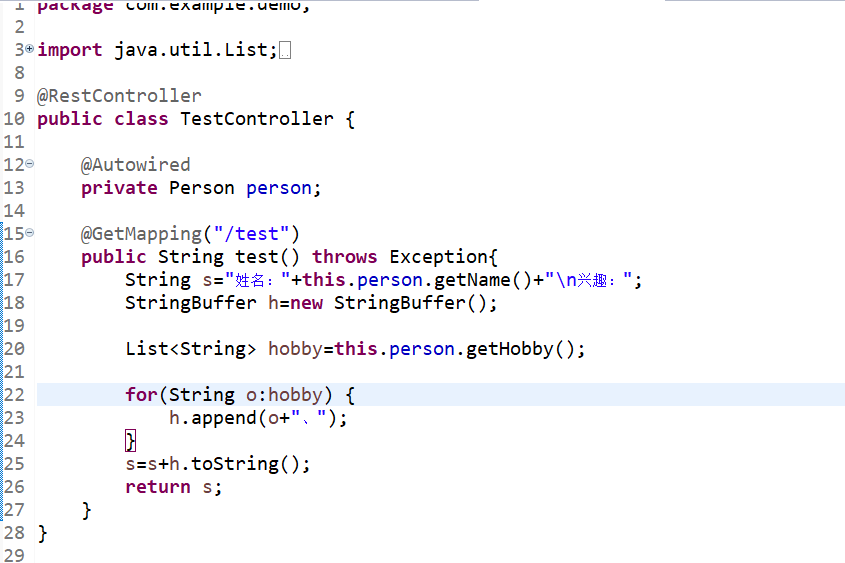 1 package com.example.demo;
2
3 import java.util.List;
8
9 @RestController
10 public class TestController {
11
12     @Autowired
13     private Person person;
14
15     @GetMapping("/test")
16     public String test() throws Exception{
17         String s="姓名："+this.person.getName()+"\n兴趣：";
18         StringBuffer h=new StringBuffer();
19
20         List<String> hobby=this.person.getHobby();
21
22         for(String o:hobby) {
23             h.append(o+"、");
24         }
25         s=s+h.toString();
26         return s;
27     }
28 }
29